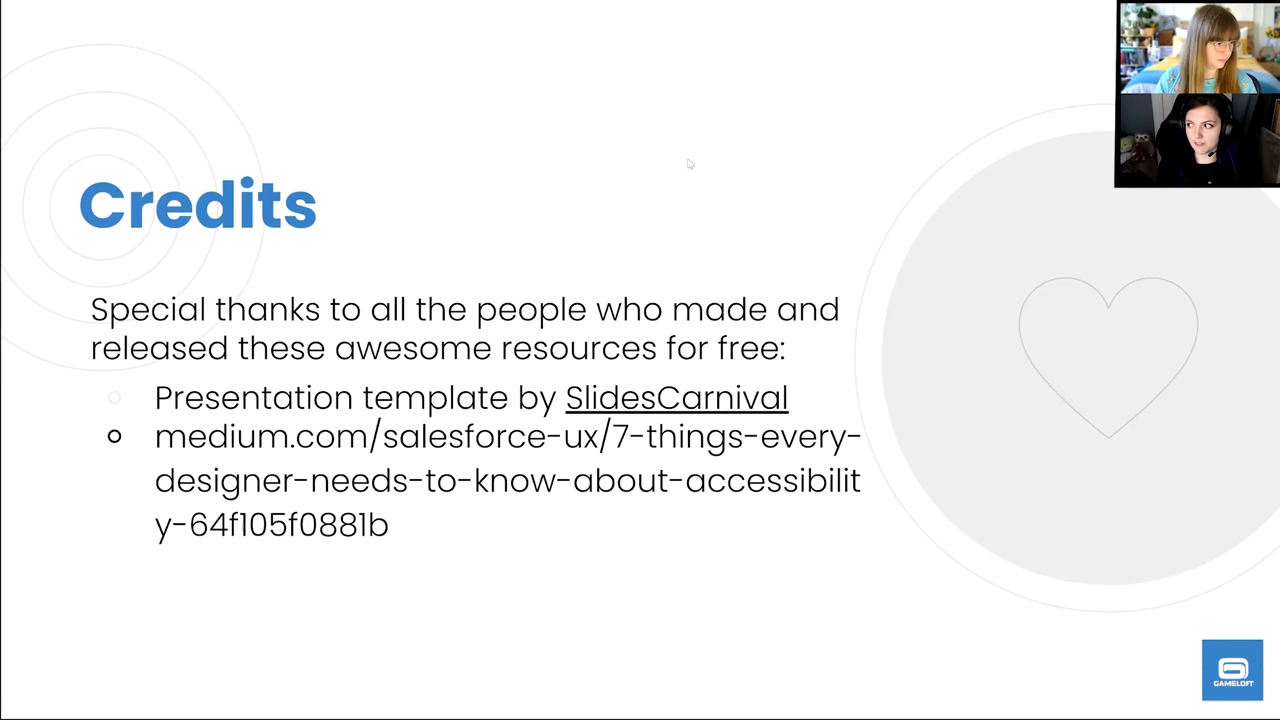 Credits
Special thanks to all the people who made and
released these awesome resources for free:
Presentation template by SlidesCarnival
medium.com/salesforce-ux/7-things-every-
designer-needs-to-know-about-accessibilit
y-64f105f0881b
GAMELOFT